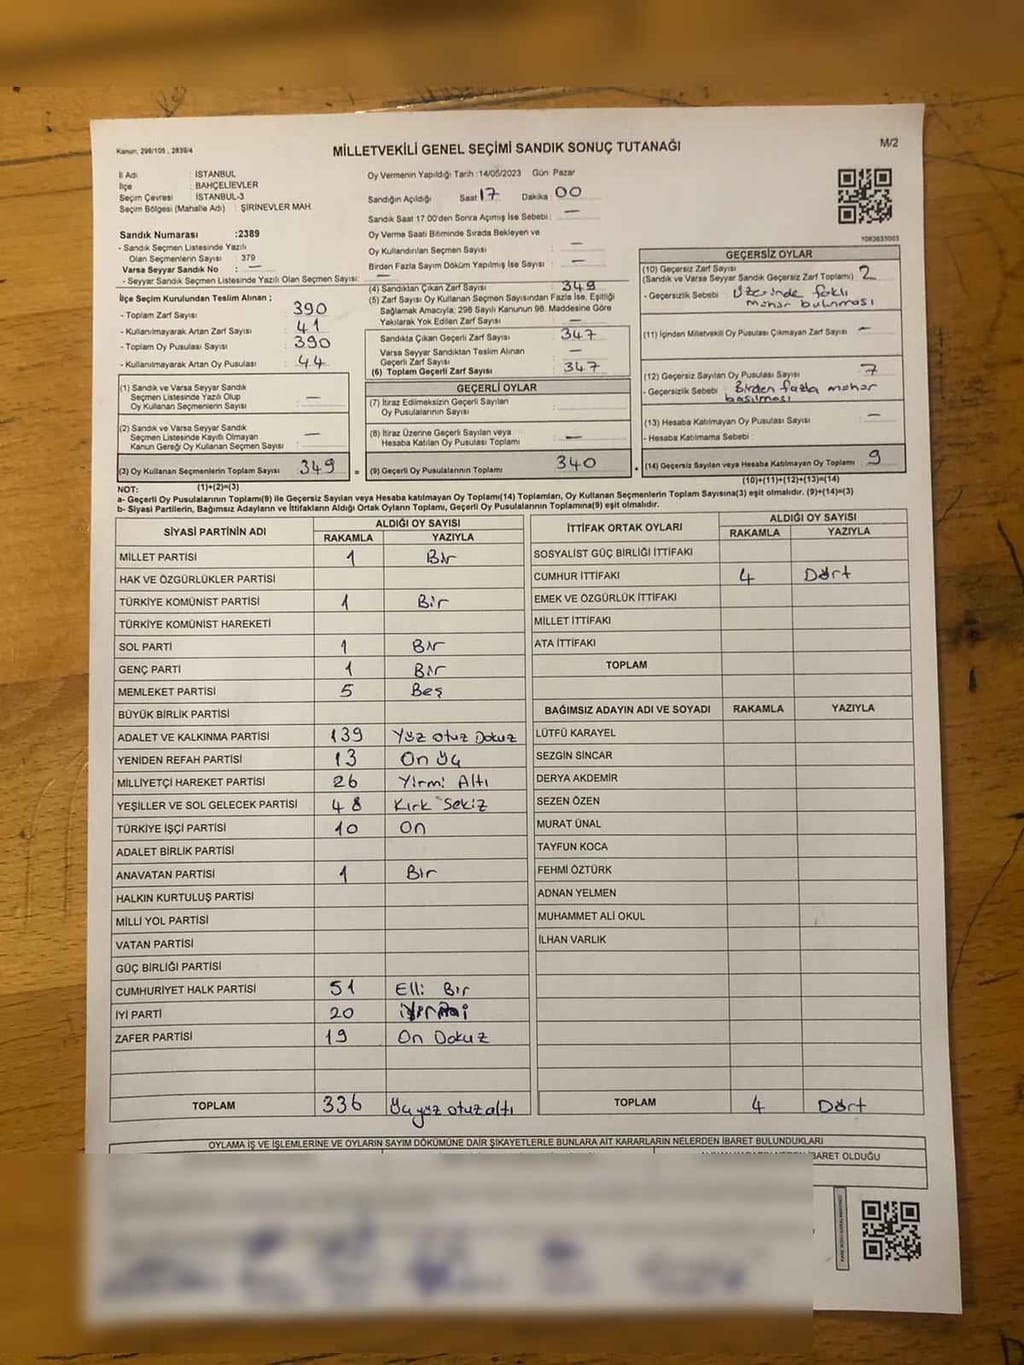 Kanun: 298/105 , 2839/4
MİLLETVEKİLİ GENEL SEÇİMİ SANDIK SONUÇ TUTANAĞI
M/2
İl Adı : İSTANBUL
İlçe : BAHÇELİEVLER
Seçim Çevresi : İSTANBUL-3
Seçim Bölgesi (Mahalle Adı) : ŞİRİNEVLER MAH.
Sandık Numarası :2389
- Sandık Seçmen Listesinde Yazılı
Olan Seçmenlerin Sayısı : 379
Varsa Seyyar Sandık No : —
- Seyyar Sandık Seçmen Listesinde Yazılı Olan Seçmen Sayısı: —
İlçe Seçim Kurulundan Teslim Alınan ;
- Toplam Zarf Sayısı : 390
- Kullanılmayarak Artan Zarf Sayısı : 41
- Toplam Oy Pusulası Sayısı : 390
- Kullanılmayarak Artan Oy Pusulası : 44
(1) Sandık ve Varsa Seyyar Sandık
Seçmen Listesinde Yazılı Olup
Oy Kullanan Seçmenlerin Sayısı : —
(2) Sandık ve Varsa Seyyar Sandık
Seçmen Listesinde Kayıtlı Olmayan
Kanun Gereği Oy Kullanan Seçmen Sayısı : —
(3) Oy Kullanan Seçmenlerin Toplam Sayısı : 349
(1)+(2)=(3)
Oy Vermenin Yapıldığı Tarih :14/05/2023 Gün Pazar
Sandığın Açıldığı Saat 17 Dakika 00
Sandık Saat 17.00'den Sonra Açılmış İse Sebebi : —
Oy Verme Saati Bitiminde Sırada Bekleyen ve
Oy Kullandırılan Seçmen Sayısı : —
Birden Fazla Sayım Döküm Yapılmış İse Sayısı : —
(4) Sandıktan Çıkan Zarf Sayısı : 349
(5) Zarf Sayısı Oy Kullanan Seçmen Sayısından Fazla İse, Eşitliği
Sağlamak Amacıyla; 298 Sayılı Kanunun 98. Maddesine Göre
Yakılarak Yok Edilen Zarf Sayısı : —
Sandıkta Çıkan Geçerli Zarf Sayısı : 347
Varsa Seyyar Sandıktan Teslim Alınan
Geçerli Zarf Sayısı : —
(6) Toplam Geçerli Zarf Sayısı : 347
GEÇERLİ OYLAR
(7) İtiraz Edilmeksizin Geçerli Sayılan
Oy Pusulalarının Sayısı :
(8) İtiraz Üzerine Geçerli Sayılan veya
Hesaba Katılan Oy Pusulası Toplamı : —
(9) Geçerli Oy Pusulalarının Toplamı : 340
1083633003
GEÇERSİZ OYLAR
(10) Geçersiz Zarf Sayısı
(Sandık ve Varsa Seyyar Sandık Geçersiz Zarf Toplamı) : 2
- Geçersizlik Sebebi : Üzerinde faklı
mühür bulunması
(11) İçinden Milletvekili Oy Pusulası Çıkmayan Zarf Sayısı : —
(12) Geçersiz Sayılan Oy Pusulası Sayısı : 7
- Geçersizlik Sebebi : Birden fazla mühür
basılması
(13) Hesaba Katılmayan Oy Pusulası Sayısı : —
- Hesaba Katılmama Sebebi :
(14) Geçersiz Sayılan veya Hesaba Katılmayan Oy Toplamı : 9
(10)+(11)+(12)+(13)=(14)
NOT:
a- Geçerli Oy Pusulalarının Toplamı(9) ile Geçersiz Sayılan veya Hesaba katılmayan Oy Toplamı(14) Toplamları, Oy Kullanan Seçmenlerin Toplam Sayısına(3) eşit olmalıdır. (9)+(14)=(3)
b- Siyasi Partilerin, Bağımsız Adayların ve İttifakların Aldığı Oyların Toplamı, Geçerli Oy Pusulalarının Toplamına(9) eşit olmalıdır.
SİYASİ PARTİNİN ADI ALDIĞI OY SAYISI
RAKAMLA YAZIYLA
MİLLET PARTİSİ 1 Bir
HAK VE ÖZGÜRLÜKLER PARTİSİ
TÜRKİYE KOMÜNİST PARTİSİ 1 Bir
TÜRKİYE KOMÜNİST HAREKETİ
SOL PARTİ 1 Bir
GENÇ PARTİ 1 Bir
MEMLEKET PARTİSİ 5 Beş
BÜYÜK BİRLİK PARTİSİ
ADALET VE KALKINMA PARTİSİ 139 Yüz otuz Dokuz
YENİDEN REFAH PARTİSİ 13 On üç
MİLLİYETÇİ HAREKET PARTİSİ 26 Yirmi Altı
YEŞİLLER VE SOL GELECEK PARTİSİ 48 Kırk Sekiz
TÜRKİYE İŞÇİ PARTİSİ 10 On
ADALET BİRLİK PARTİSİ
ANAVATAN PARTİSİ 1 Bir
HALKIN KURTULUŞ PARTİSİ
MİLLİ YOL PARTİSİ
VATAN PARTİSİ
GÜÇ BİRLİĞİ PARTİSİ
CUMHURİYET HALK PARTİSİ 51 Elli Bir
İYİ PARTİ 20
ZAFER PARTİSİ 19 On Dokuz
TOPLAM 336 Üç yüz otuz altı
İTTİFAK ORTAK OYLARI ALDIĞI OY SAYISI
RAKAMLA YAZIYLA
SOSYALİST GÜÇ BİRLİĞİ İTTİFAKI
CUMHUR İTTİFAKI 4 Dört
EMEK VE ÖZGÜRLÜK İTTİFAKI
MİLLET İTTİFAKI
ATA İTTİFAKI
TOPLAM
BAĞIMSIZ ADAYIN ADI VE SOYADI RAKAMLA YAZIYLA
LÜTFÜ KARAYEL
SEZGİN SİNCAR
DERYA AKDEMİR
SEZEN ÖZEN
MURAT ÜNAL
TAYFUN KOCA
FEHMİ ÖZTÜRK
ADNAN YELMEN
MUHAMMET ALİ OKUL
İLHAN VARLIK
TOPLAM 4 Dört
OYLAMA İŞ VE İŞLEMLERİNE VE OYLARIN SAYIM DÖKÜMÜNE DAİR ŞİKAYETLERLE BUNLARA AİT KARARLARIN NELERDEN İBARET BULUNDUKLARI
İBARET OLDUĞU